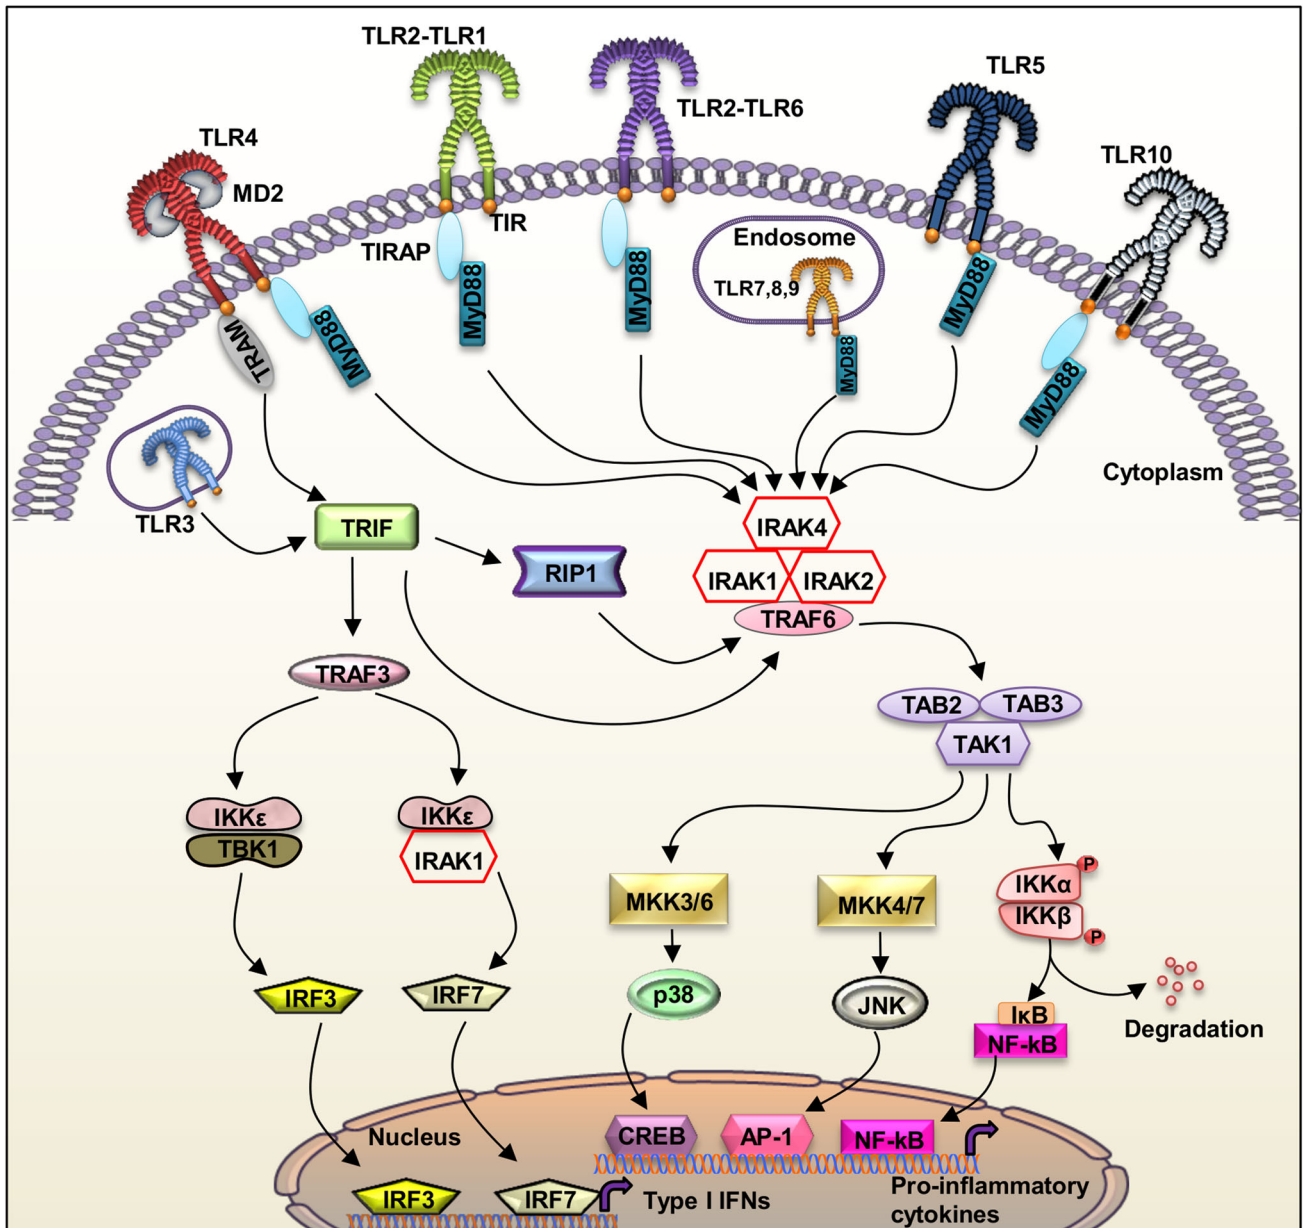 TLR2-TLR1
TLR5
TLR2-TLR6
TLR4
TLR10
MD2
TIR
Endosome
TIRAP
TLR7,8,9
MyD88
MyD88
MyD88
TRAM
MyD88
MyD88
MyD88
Cytoplasm
TLR3
TRIF
IRAK4
RIP1
IRAK1
IRAK2
TRAF6
TRAF3
TAB2
TAB3
TAK1
IKKε
TBK1
IKKε
IRAK1
P
IKKα
IKKβ
P
MKK3/6
MKK4/7
IRF3
IRF7
p38
JNK
IκB
NF-kB
Degradation
Nucleus
CREB
AP-1
NF-kB
IRF3
IRF7
Type I IFNs
Pro-inflammatory
cytokines